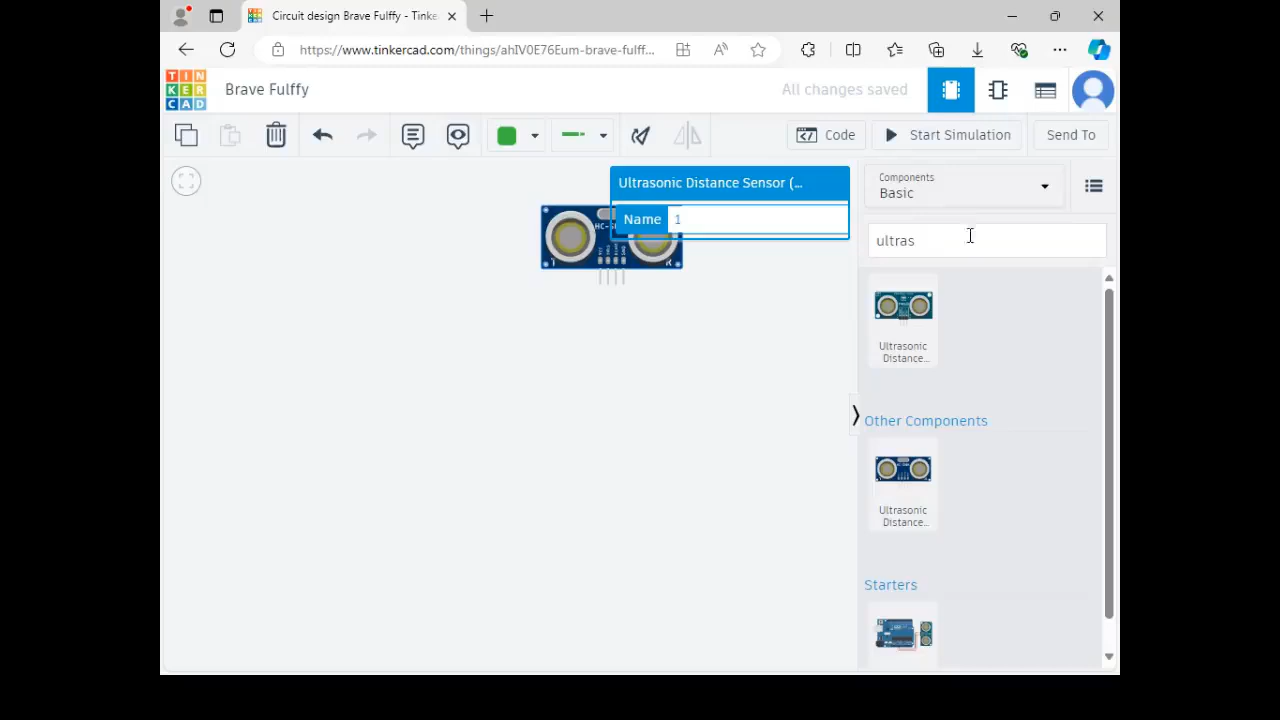 Circuit design Brave Fulffy - Tinke
https://www.tinkercad.com/things/ahIV0E76Eum-brave-fulff...
TIN
KER
CAD
Brave Fulffy
All changes saved
Code
Start Simulation
Send To
Ultrasonic Distance Sensor (...
Name
1
HC-S
T
R
Components
Basic
ultras
Ultrasonic
Distance...
Other Components
Ultrasonic
Distance...
Starters